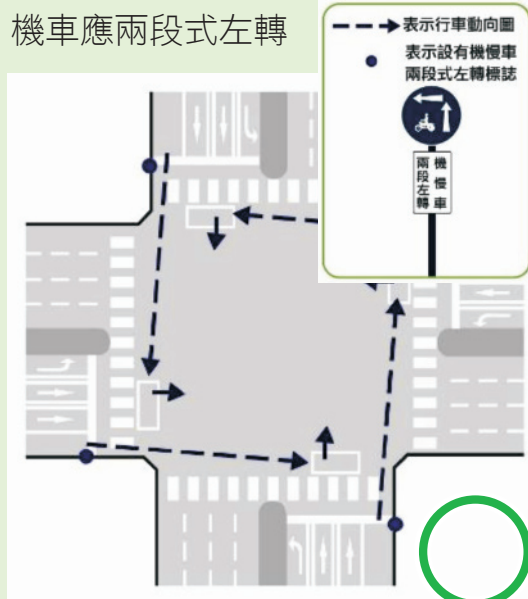 機車應兩段式左轉
表示行車動向圖
表示設有機慢車
兩段式左轉標誌
機慢車
兩段左轉